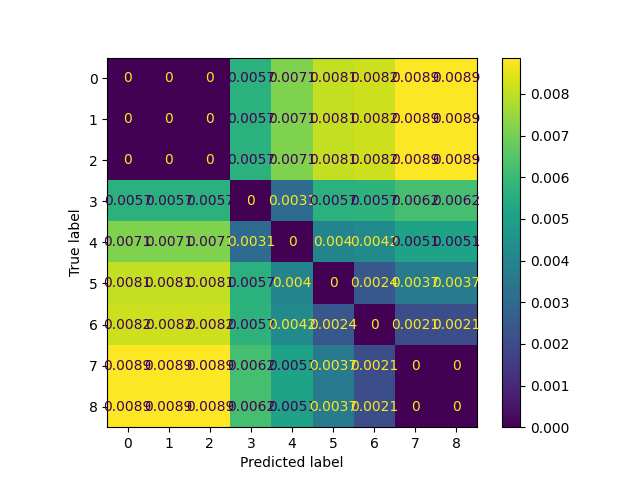 0 0 0 0 0.0057 0.0071 0.0081 0.0082 0.0089 0.0089
1 0 0 0 0.0057 0.0071 0.0081 0.0082 0.0089 0.0089
2 0 0 0 0.0057 0.0071 0.0081 0.0082 0.0089 0.0089
3 0.0057 0.0057 0.0057 0 0.0031 0.0057 0.0057 0.0062 0.0062
4 0.0071 0.0071 0.0071 0.0031 0 0.004 0.0042 0.0051 0.0051
5 0.0081 0.0081 0.0081 0.0057 0.004 0 0.0024 0.0037 0.0037
6 0.0082 0.0082 0.0082 0.0057 0.0042 0.0024 0 0.0021 0.0021
7 0.0089 0.0089 0.0089 0.0062 0.0051 0.0037 0.0021 0 0
8 0.0089 0.0089 0.0089 0.0062 0.0051 0.0037 0.0021 0 0
0 1 2 3 4 5 6 7 8
Predicted label
True label
0.008
0.007
0.006
0.005
0.004
0.003
0.002
0.001
0.000